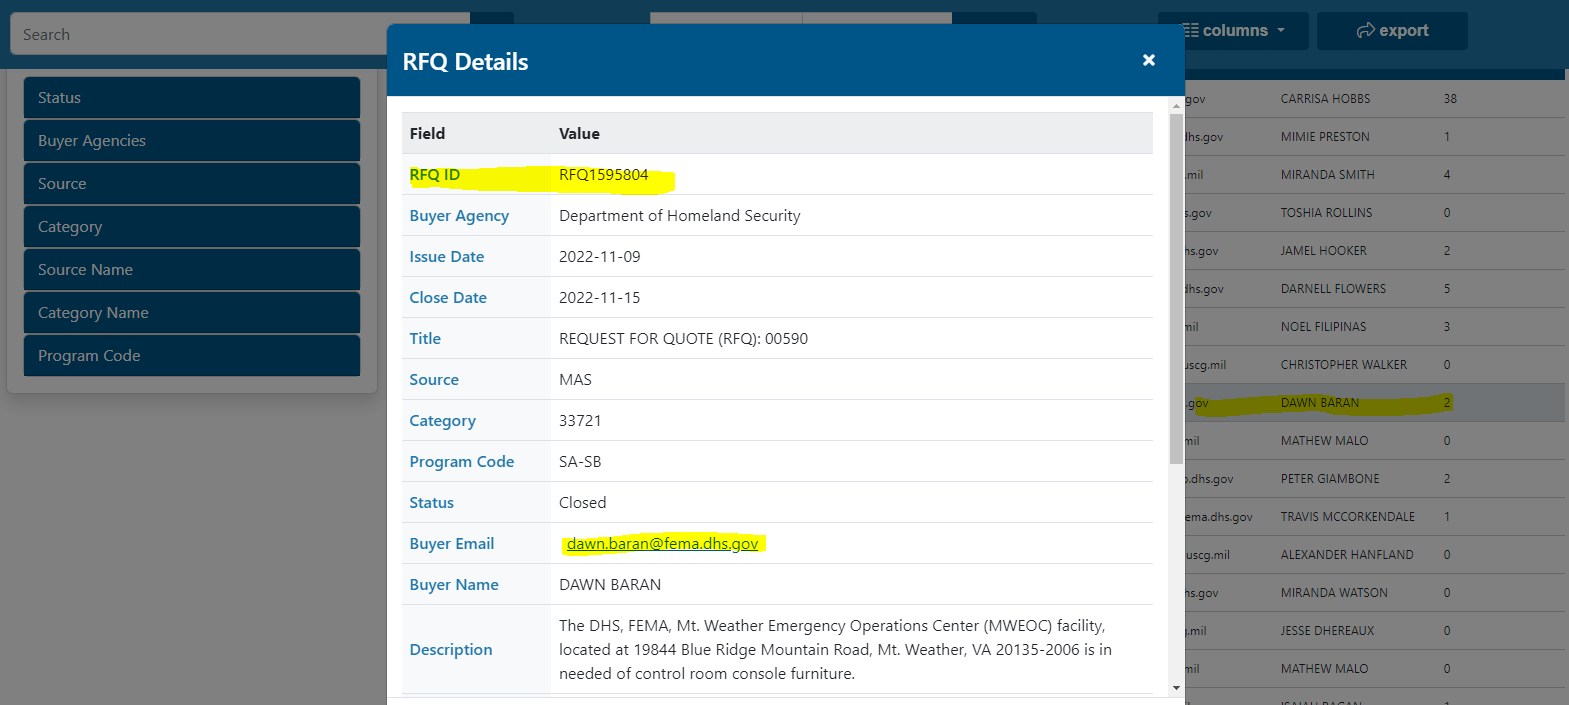 Search
columns
export
Status
Buyer Agencies
Source
Category
Source Name
Category Name
Program Code
RFQ Details
×
Field Value
RFQ ID RFQ1595804
Buyer Agency Department of Homeland Security
Issue Date 2022-11-09
Close Date 2022-11-15
Title REQUEST FOR QUOTE (RFQ): 00590
Source MAS
Category 33721
Program Code SA-SB
Status Closed
Buyer Email dawn.baran@fema.dhs.gov
Buyer Name DAWN BARAN
Description The DHS, FEMA, Mt. Weather Emergency Operations Center (MWEOC) facility,
located at 19844 Blue Ridge Mountain Road, Mt. Weather, VA 20135-2006 is in
needed of control room console furniture.
.gov CARRISA HOBBS 38
dhs.gov MIMIE PRESTON 1
.mil MIRANDA SMITH 4
s.gov TOSHIA ROLLINS 0
hs.gov JAMEL HOOKER 2
dhs.gov DARNELL FLOWERS 5
mil NOEL FILIPINAS 3
uscg.mil CHRISTOPHER WALKER 0
.gov DAWN BARAN 2
mil MATHEW MALO 0
.dhs.gov PETER GIAMBONE 2
ema.dhs.gov TRAVIS MCCORKENDALE 1
uscg.mil ALEXANDER HANFLAND 0
hs.gov MIRANDA WATSON 0
.mil JESSE DHEREAUX 0
mil MATHEW MALO 0